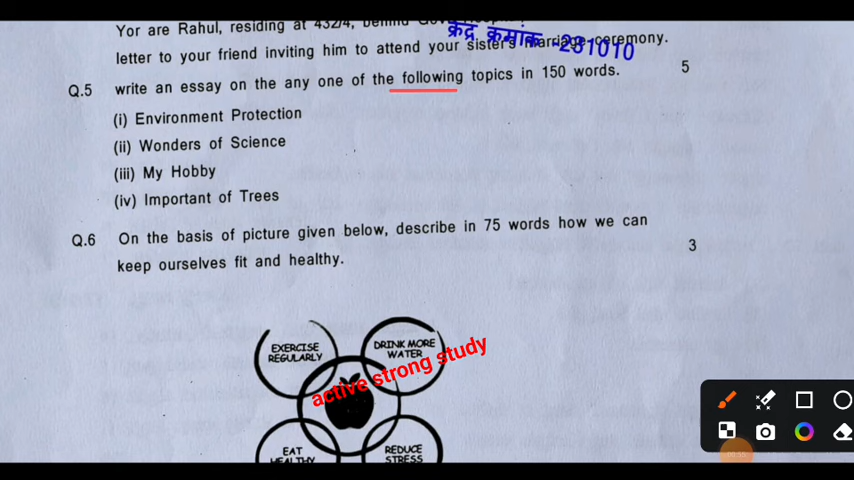 Yor are Rahul, residing at 432/4, behind
क्रेद क्रमांक -231010
letter to your friend inviting him to attend your sister's marriage ceremony.
Q.5 write an essay on the any one of the following topics in 150 words. 5
(i) Environment Protection
(ii) Wonders of Science
(iii) My Hobby
(iv) Important of Trees
Q.6 On the basis of picture given below, describe in 75 words how we can 3
keep ourselves fit and healthy.
EXERCISE
REGULARLY
DRINK MORE
WATER
active strong study
EAT
HEALTHY
REDUCE
STRESS